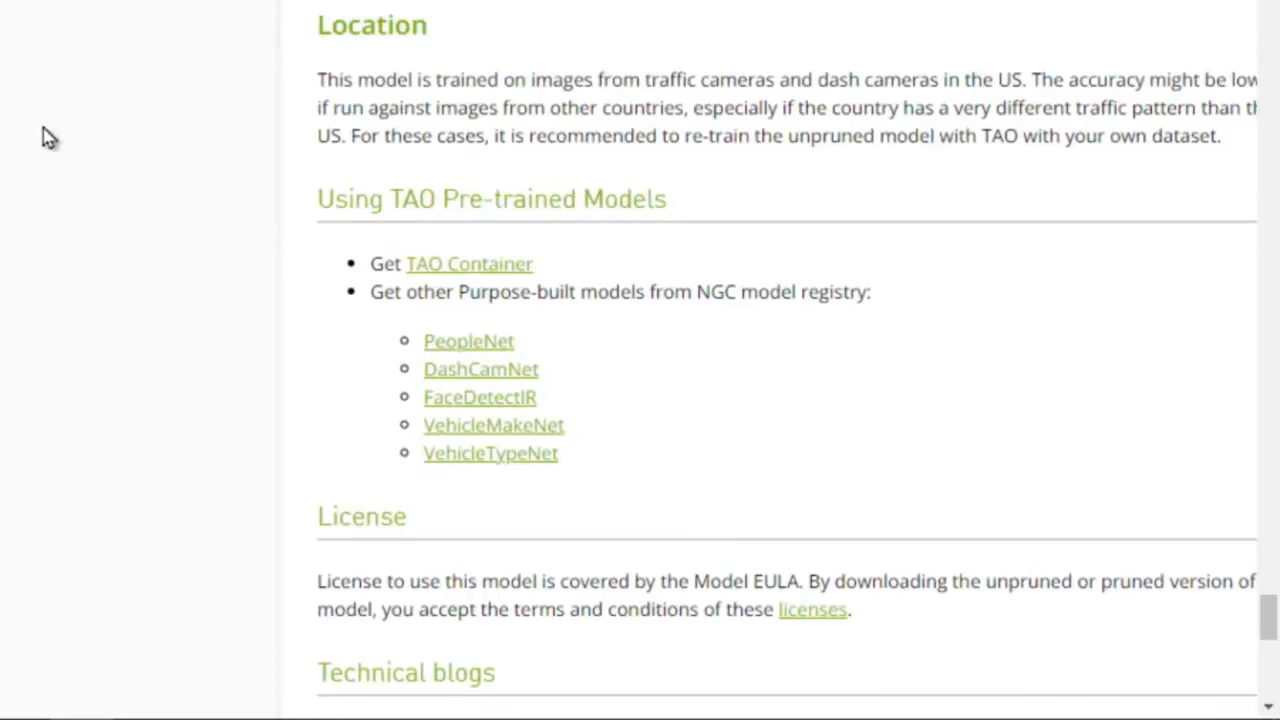 Location
This model is trained on images from traffic cameras and dash cameras in the US. The accuracy might be low
if run against images from other countries, especially if the country has a very different traffic pattern than th
US. For these cases, it is recommended to re-train the unpruned model with TAO with your own dataset.
Using TAO Pre-trained Models
Get TAO Container
Get other Purpose-built models from NGC model registry:
PeopleNet
DashCamNet
FaceDetectIR
VehicleMakeNet
VehicleTypeNet
License
License to use this model is covered by the Model EULA. By downloading the unpruned or pruned version of
model, you accept the terms and conditions of these licenses.
Technical blogs